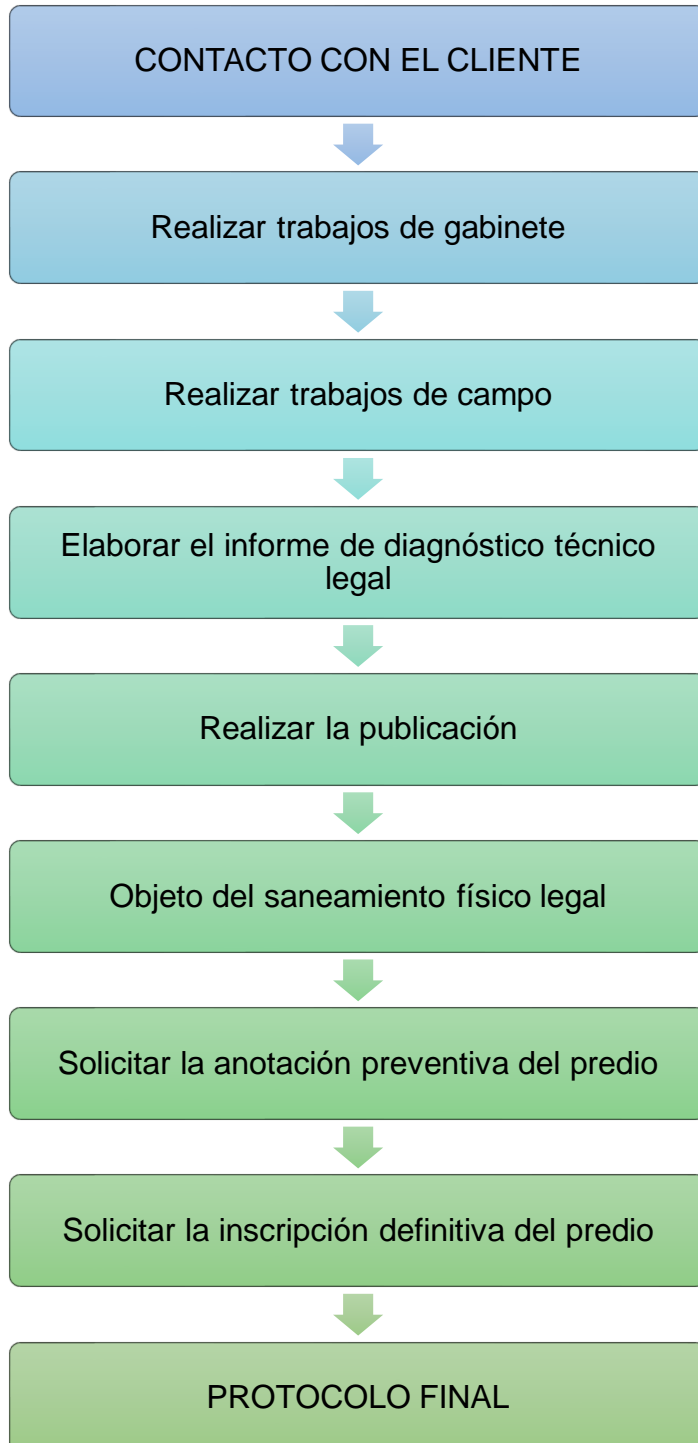 CONTACTO CON EL CLIENTE
Realizar trabajos de gabinete
Realizar trabajos de campo
Elaborar el informe de diagnóstico técnico
legal
Realizar la publicación
Objeto del saneamiento físico legal
Solicitar la anotación preventiva del predio
Solicitar la inscripción definitiva del predio
PROTOCOLO FINAL